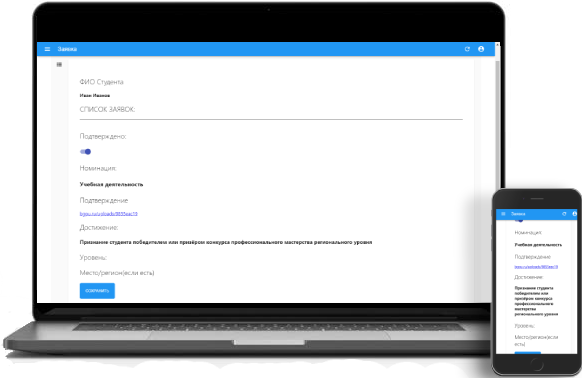 Заявка
ФИО Студента
Иван Иванов
СПИСОК ЗАЯВОК:
Подтверждено:
Номинация:
Учебная деятельность
Подтверждение
Достижение:
Признание студента победителем или призёром конкурса профессионального мастерства регионального уровня
Уровень:
Место/регион(если есть)
СОХРАНИТЬ
Заявка
Номинация:
Учебная деятельность
Подтверждение
Достижение:
Признание студента
победителем или
призёром конкурса
профессионального
мастерства
регионального уровня
Уровень:
Место/регион(если
есть)